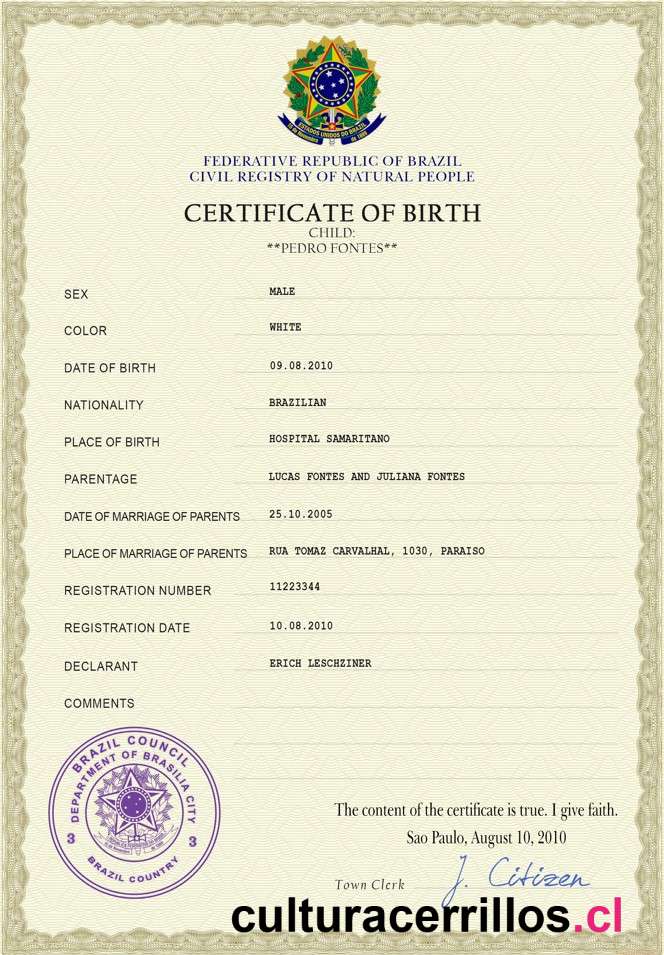 ESTADOS UNIDOS DO BRAZIL
15 de Novembro de 1889
FEDERATIVE REPUBLIC OF BRAZIL
CIVIL REGISTRY OF NATURAL PEOPLE
CERTIFICATE OF BIRTH
CHILD:
**PEDRO FONTES**
SEX MALE
COLOR WHITE
DATE OF BIRTH 09.08.2010
NATIONALITY BRAZILIAN
PLACE OF BIRTH HOSPITAL SAMARITANO
PARENTAGE LUCAS FONTES AND JULIANA FONTES
DATE OF MARRIAGE OF PARENTS 25.10.2005
PLACE OF MARRIAGE OF PARENTS RUA TOMAZ CARVALHAL, 1030, PARAISO
REGISTRATION NUMBER 11223344
REGISTRATION DATE 10.08.2010
DECLARANT ERICH LESCHZINER
COMMENTS
BRAZIL COUNCIL
DEPARTMENT OF BRASILIA CITY
3 3
BRAZIL COUNTRY
The content of the certificate is true. I give faith.
Sao Paulo, August 10, 2010
Town Clerk J. Citizen
culturacerrillos.cl